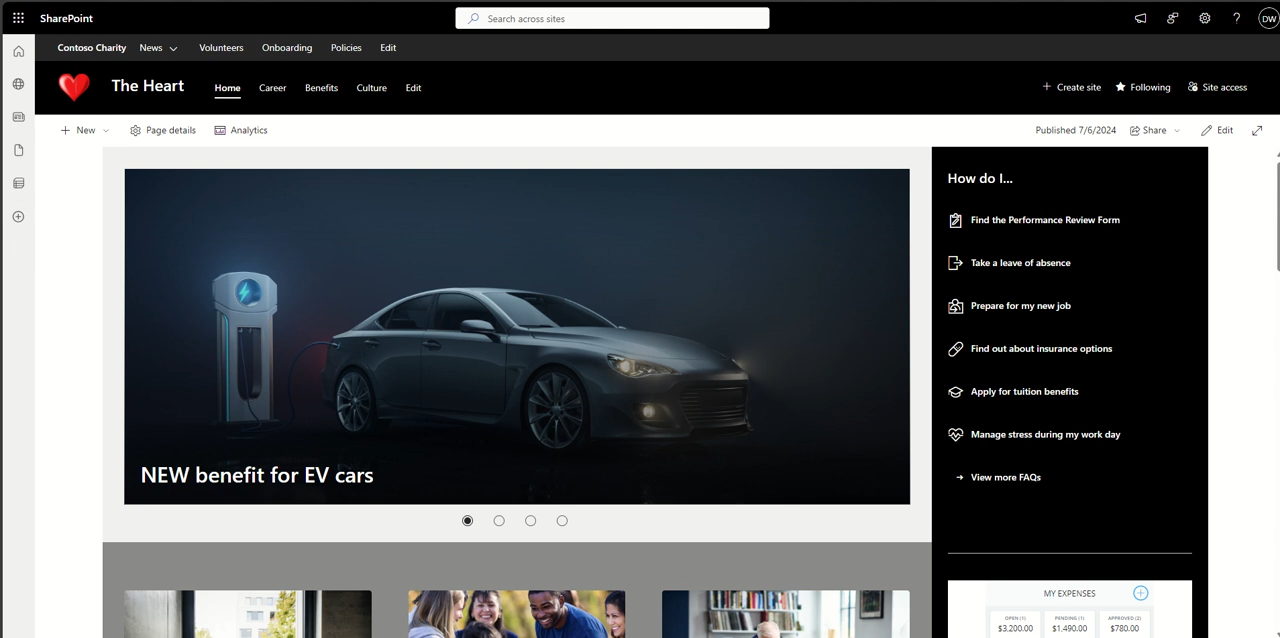 SharePoint
Search across sites
DW
Contoso Charity News Volunteers Onboarding Policies Edit
The Heart Home Career Benefits Culture Edit
Create site Following Site access
New Page details Analytics
Published 7/6/2024 Share Edit
NEW benefit for EV cars
How do I...
Find the Performance Review Form
Take a leave of absence
Prepare for my new job
Find out about insurance options
Apply for tuition benefits
Manage stress during my work day
View more FAQs
MY EXPENSES
OPEN (1) PENDING (1) APPROVED (2)
$3,200.00 $1,490.00 $780.00